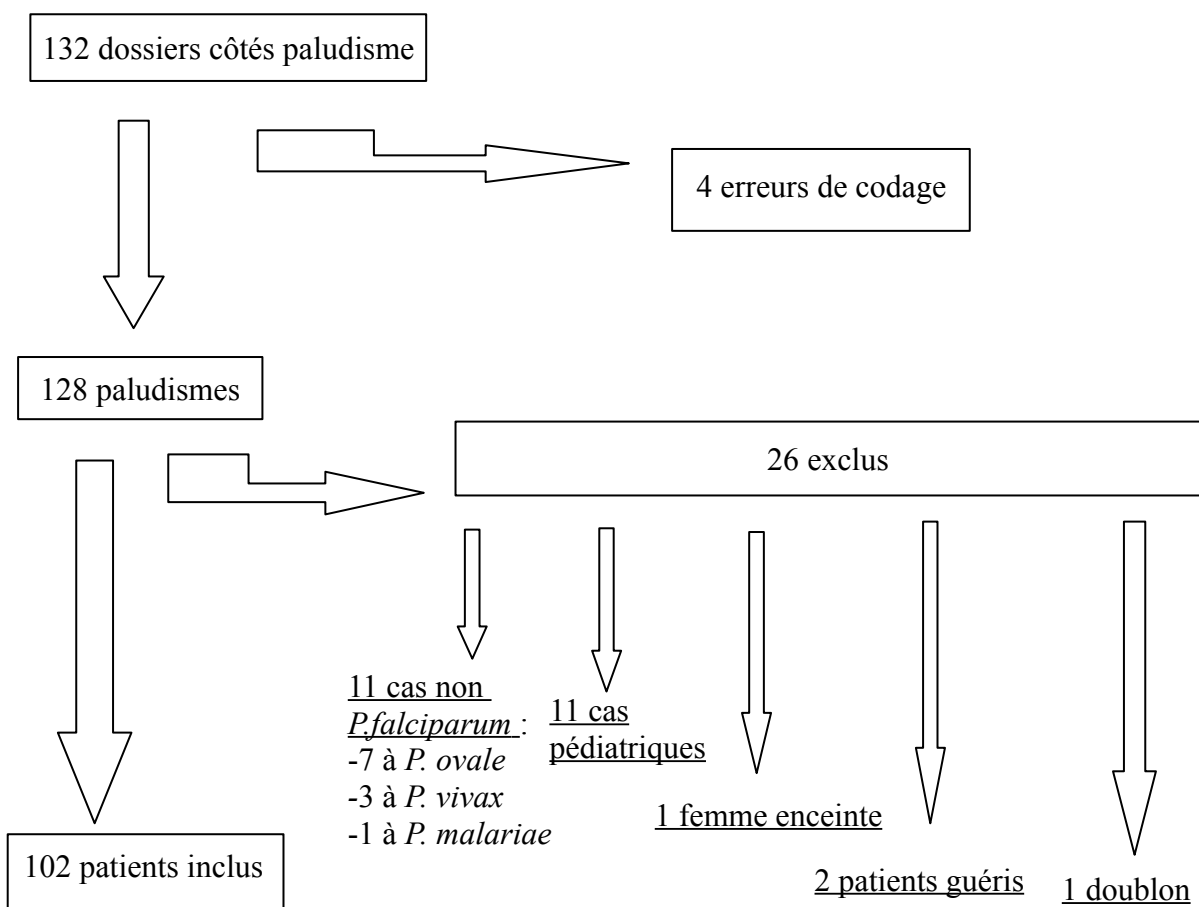 132 dossiers côtés paludisme
4 erreurs de codage
128 paludismes
26 exclus
11 cas non
P.falciparum :
-7 à P. ovale
-3 à P. vivax
-1 à P. malariae
11 cas
pédiatriques
1 femme enceinte
2 patients guéris
1 doublon
102 patients inclus